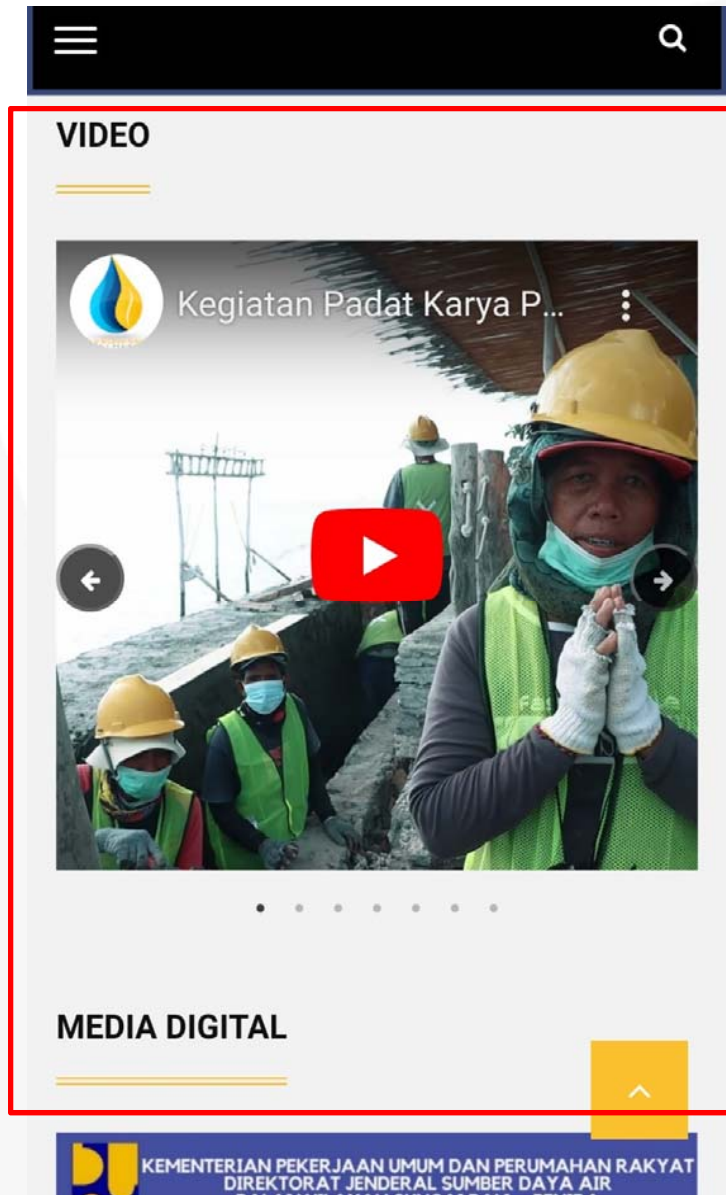 VIDEO
Kegiatan Padat Karya P...
MEDIA DIGITAL
KEMENTERIAN PEKERJAAN UMUM DAN PERUMAHAN RAKYAT
DIREKTORAT JENDERAL SUMBER DAYA AIR